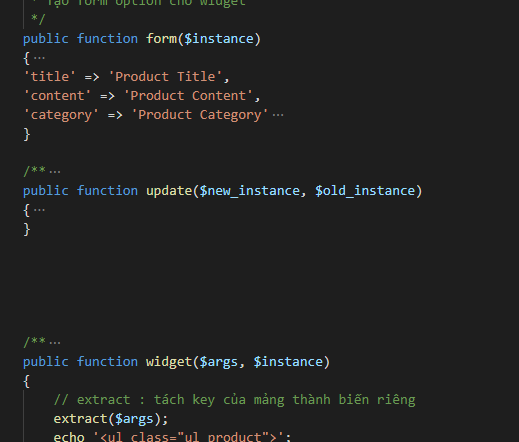 * Tạo form option cho widget
*/
public function form($instance)
{ ...
'title' => 'Product Title',
'content' => 'Product Content',
'category' => 'Product Category' ...
}
/** ...
public function update($new_instance, $old_instance)
{ ...
}
/** ...
public function widget($args, $instance)
{
// extract : tách key của mảng thành biến riêng
extract($args);
echo '<ul class="ul_product">';